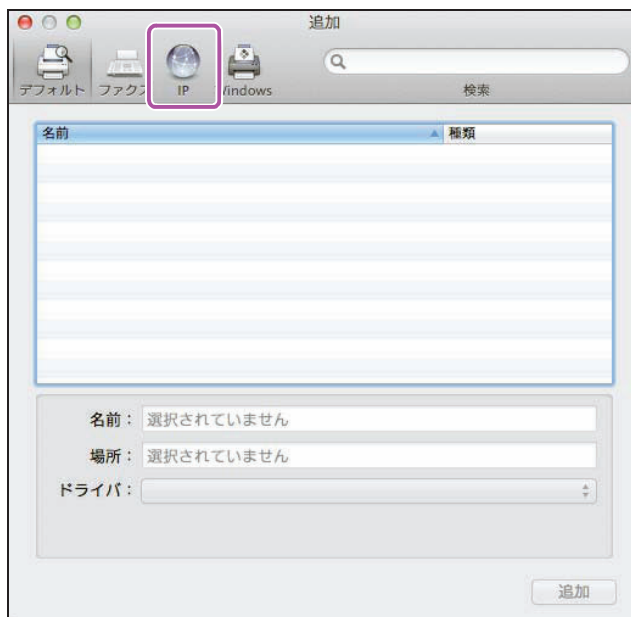 追加
デフォルト ファクス IP Windows 検索
名前 種類
名前： 選択されていません
場所： 選択されていません
ドライバ：
追加